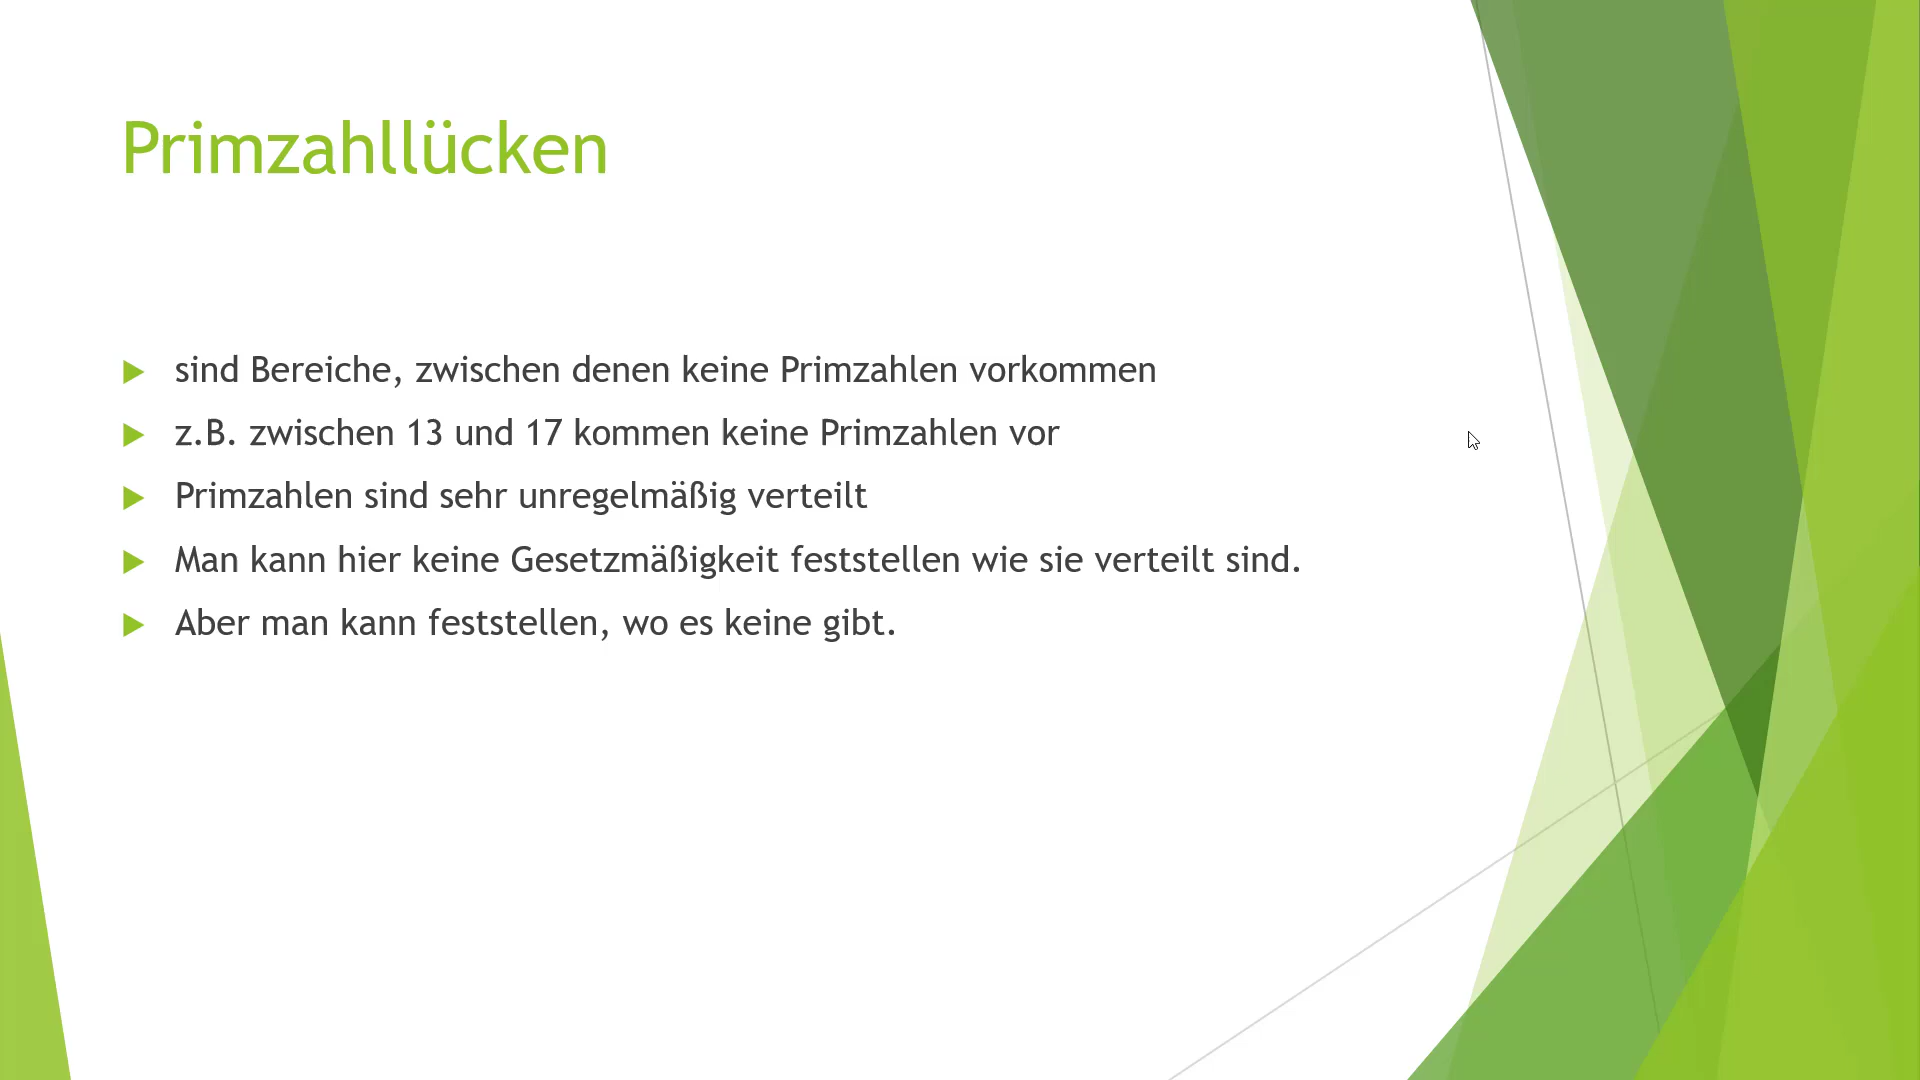 Primzahllücken
sind Bereiche, zwischen denen keine Primzahlen vorkommen
z.B. zwischen 13 und 17 kommen keine Primzahlen vor
Primzahlen sind sehr unregelmäßig verteilt
Man kann hier keine Gesetzmäßigkeit feststellen wie sie verteilt sind.
Aber man kann feststellen, wo es keine gibt.